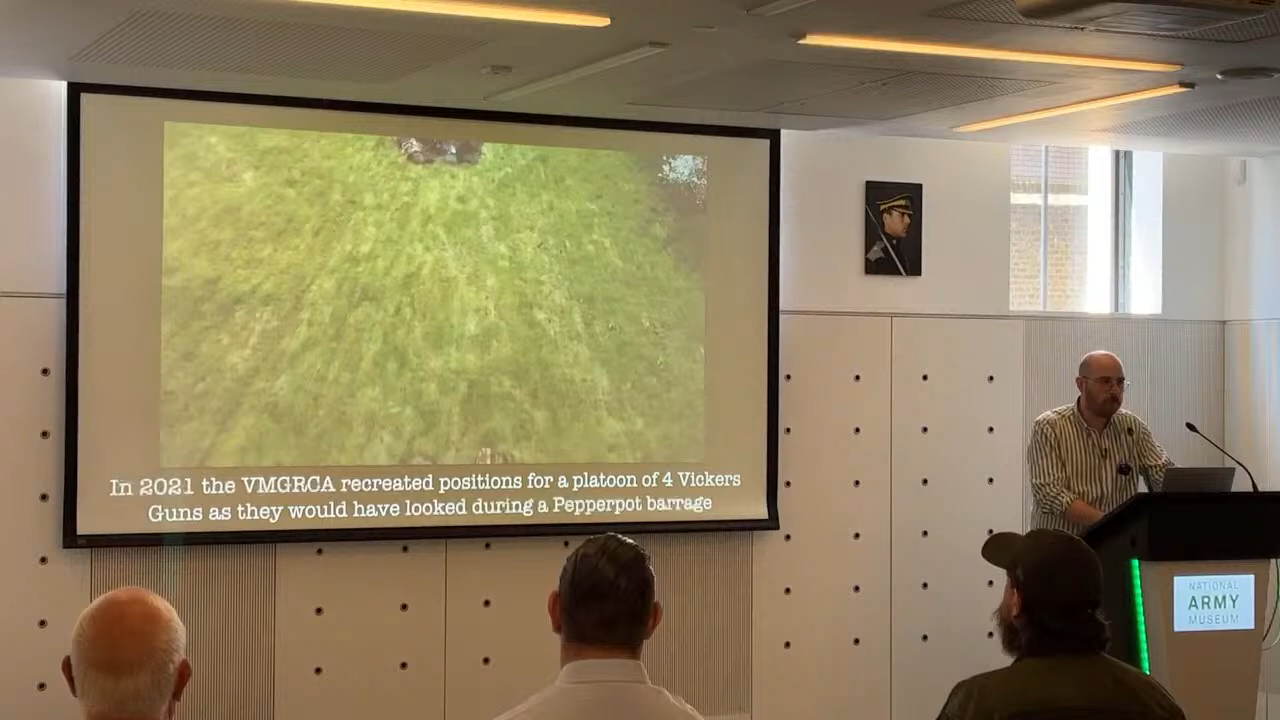 In 2021 the VMGRCA recreated positions for a platoon of 4 Vickers
Guns as they would have looked during a Pepperpot barrage
NATIONAL
ARMY
MUSEUM